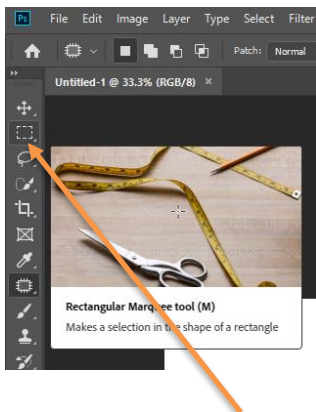 Ps File Edit Image Layer Type Select Filter
Patch: Normal
Untitled-1 @ 33.3% (RGB/8) ×
Rectangular Marquee tool (M)
Makes a selection in the shape of a rectangle